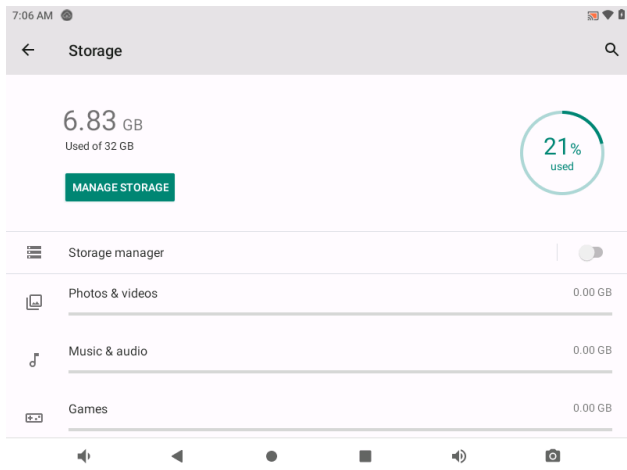 7:06 AM
Storage
6.83 GB
Used of 32 GB
21%
used
MANAGE STORAGE
Storage manager
Photos & videos 0.00 GB
Music & audio 0.00 GB
Games 0.00 GB